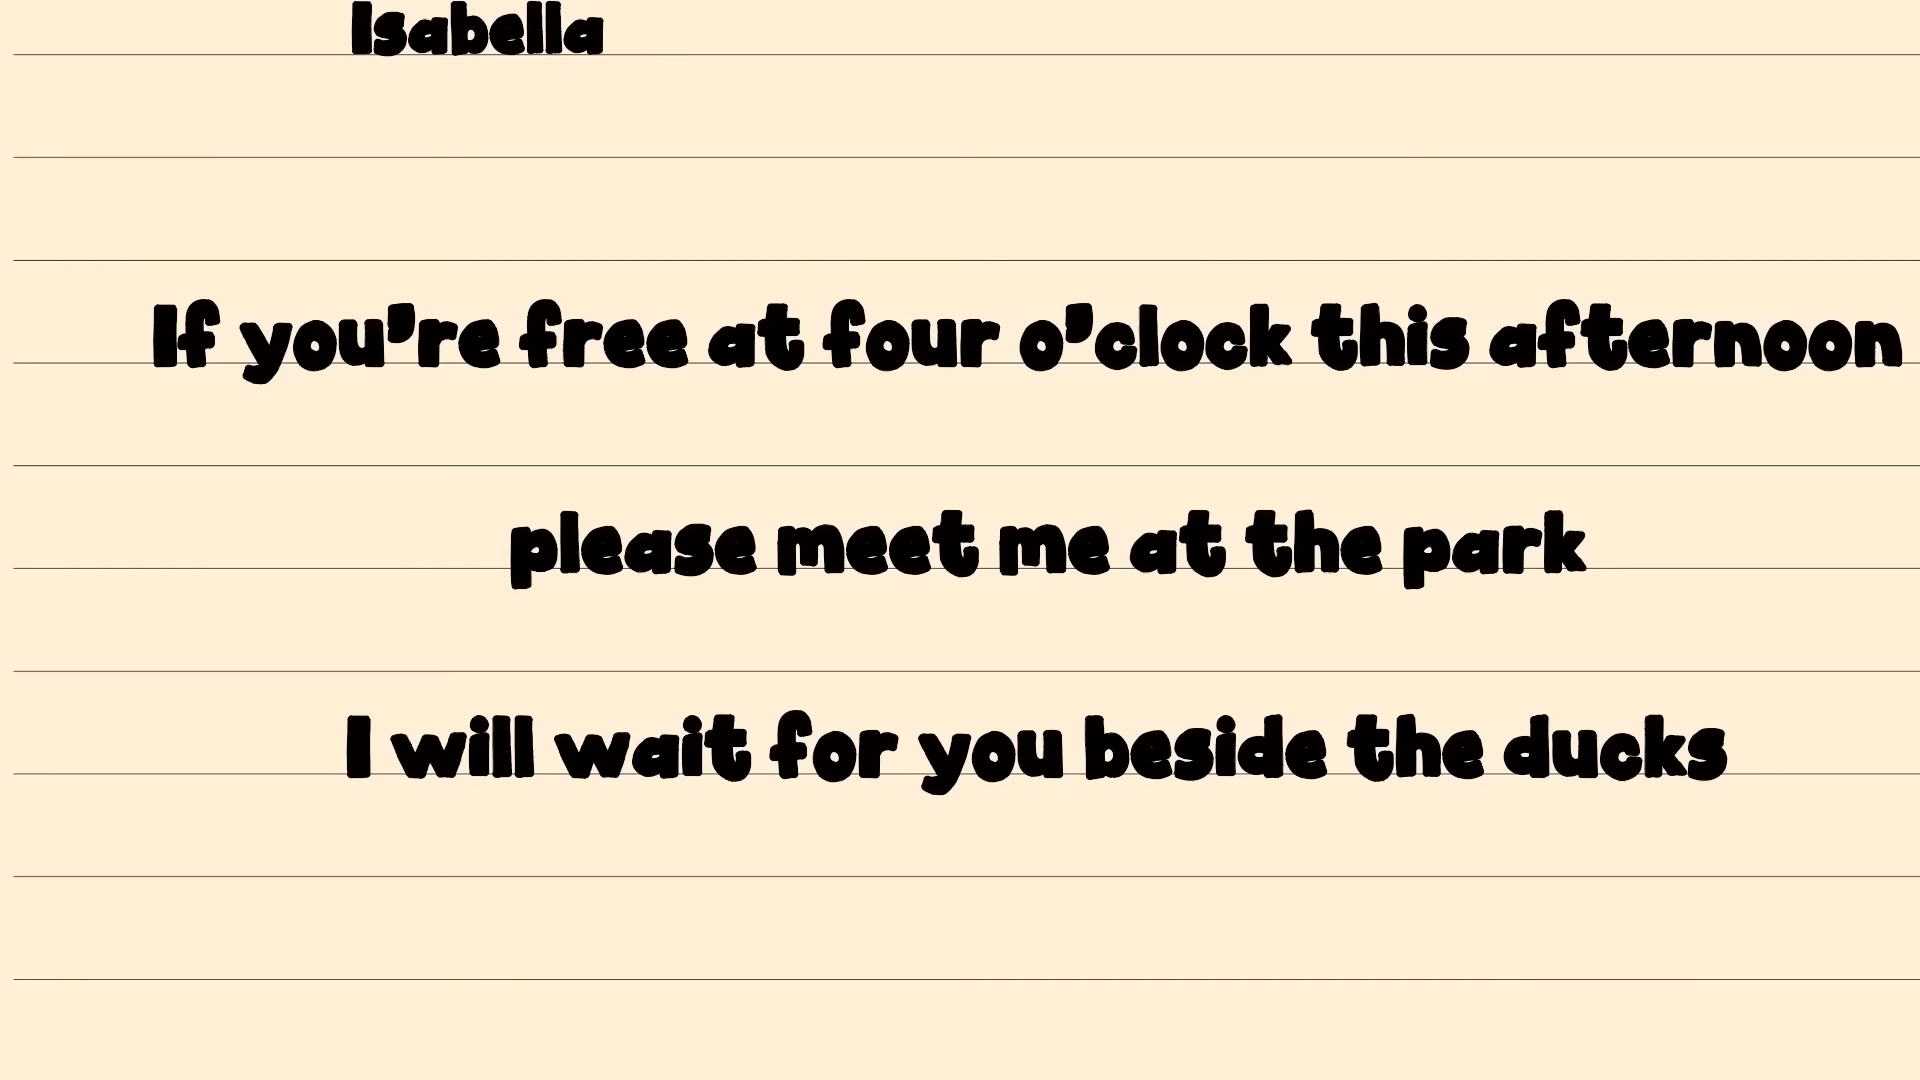 Isabella
If you're free at four o'clock this afternoon
please meet me at the park
I will wait for you beside the ducks